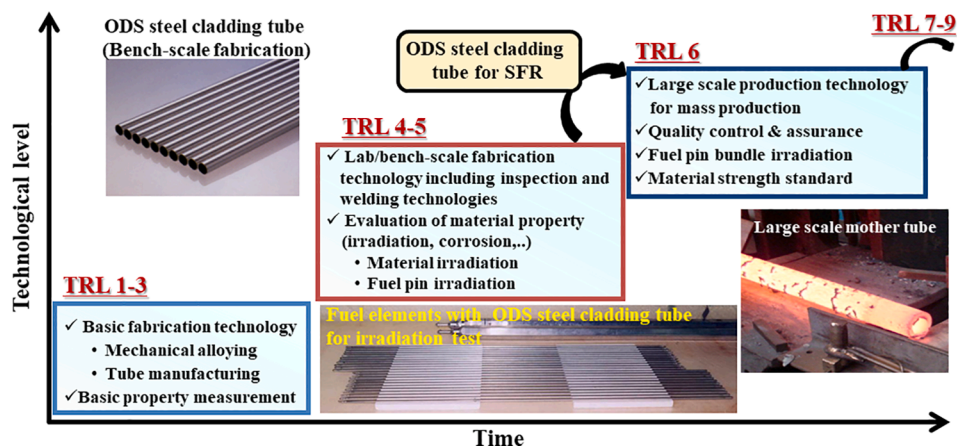 ODS steel cladding tube
(Bench-scale fabrication)
ODS steel cladding
tube for SFR
TRL 7-9
TRL 6
✓Large scale production technology
for mass production
✓Quality control & assurance
✓Fuel pin bundle irradiation
✓Material strength standard
TRL 4-5
✓ Lab/bench-scale fabrication
technology including inspection and
welding technologies
✓ Evaluation of material property
(irradiation, corrosion,..)
• Material irradiation
• Fuel pin irradiation
Large scale mother tube
TRL 1-3
✓ Basic fabrication technology
• Mechanical alloying
• Tube manufacturing
✓Basic property measurement
Fuel elements with ODS steel cladding tube
for irradiation test
Technological level
Time